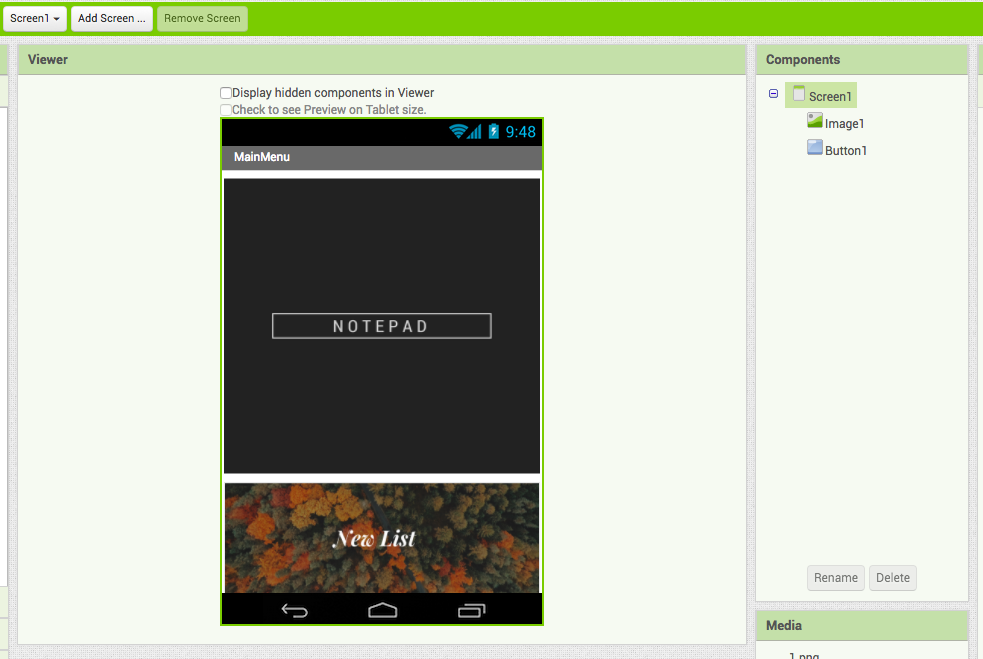 Screen1 Add Screen ... Remove Screen
Viewer
Display hidden components in Viewer
Check to see Preview on Tablet size.
9:48
MainMenu
NOTEPAD
New List
Components
Screen1
Image1
Button1
Rename Delete
Media
1.png